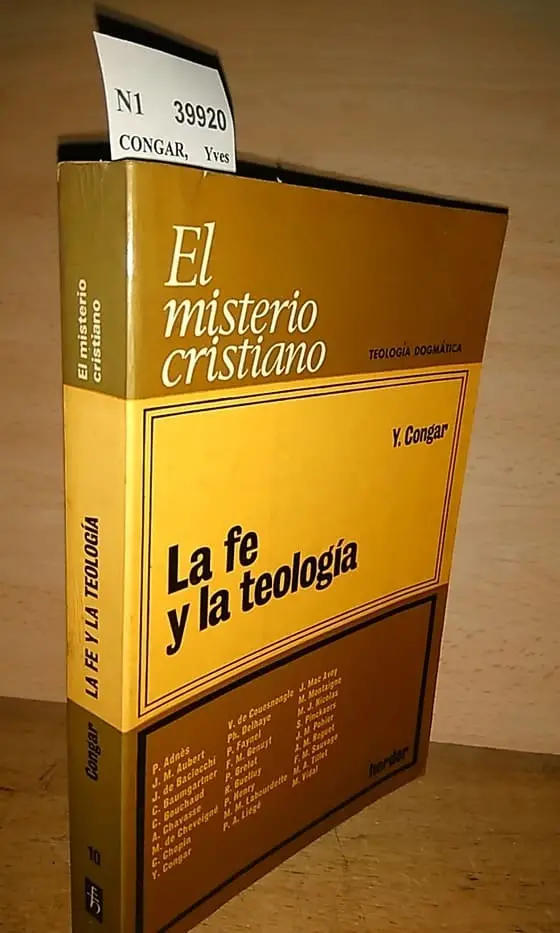 N1 39920
CONGAR, Yves
El misterio
cristiano
LA FE Y LA TEOLOGÍA
Congar
10
El
misterio
cristiano
TEOLOGÍA DOGMÁTICA
Y. Congar
La fe
y la teología
P. Adnès
J. M. Aubert
J. de Baciocchi
C. Baumgartner
C. Bouchaud
A. Chavasse
M. de Cheveigné
C. Chopin
Y. Congar
V. de Couesnongle
Ph. Delhaye
P. Faynel
F. M. Genuyt
P. Grelot
R. Guelluy
P. Henry
M. M. Labourdette
P. A. Liégé
J. Mac Avoy
M. Montaigne
M. J. Nicolas
S. Pinckaers
J. M. Pohier
A. M. Roguet
F. M. Sauvage
M. A. Tillet
M. Vidal
herder